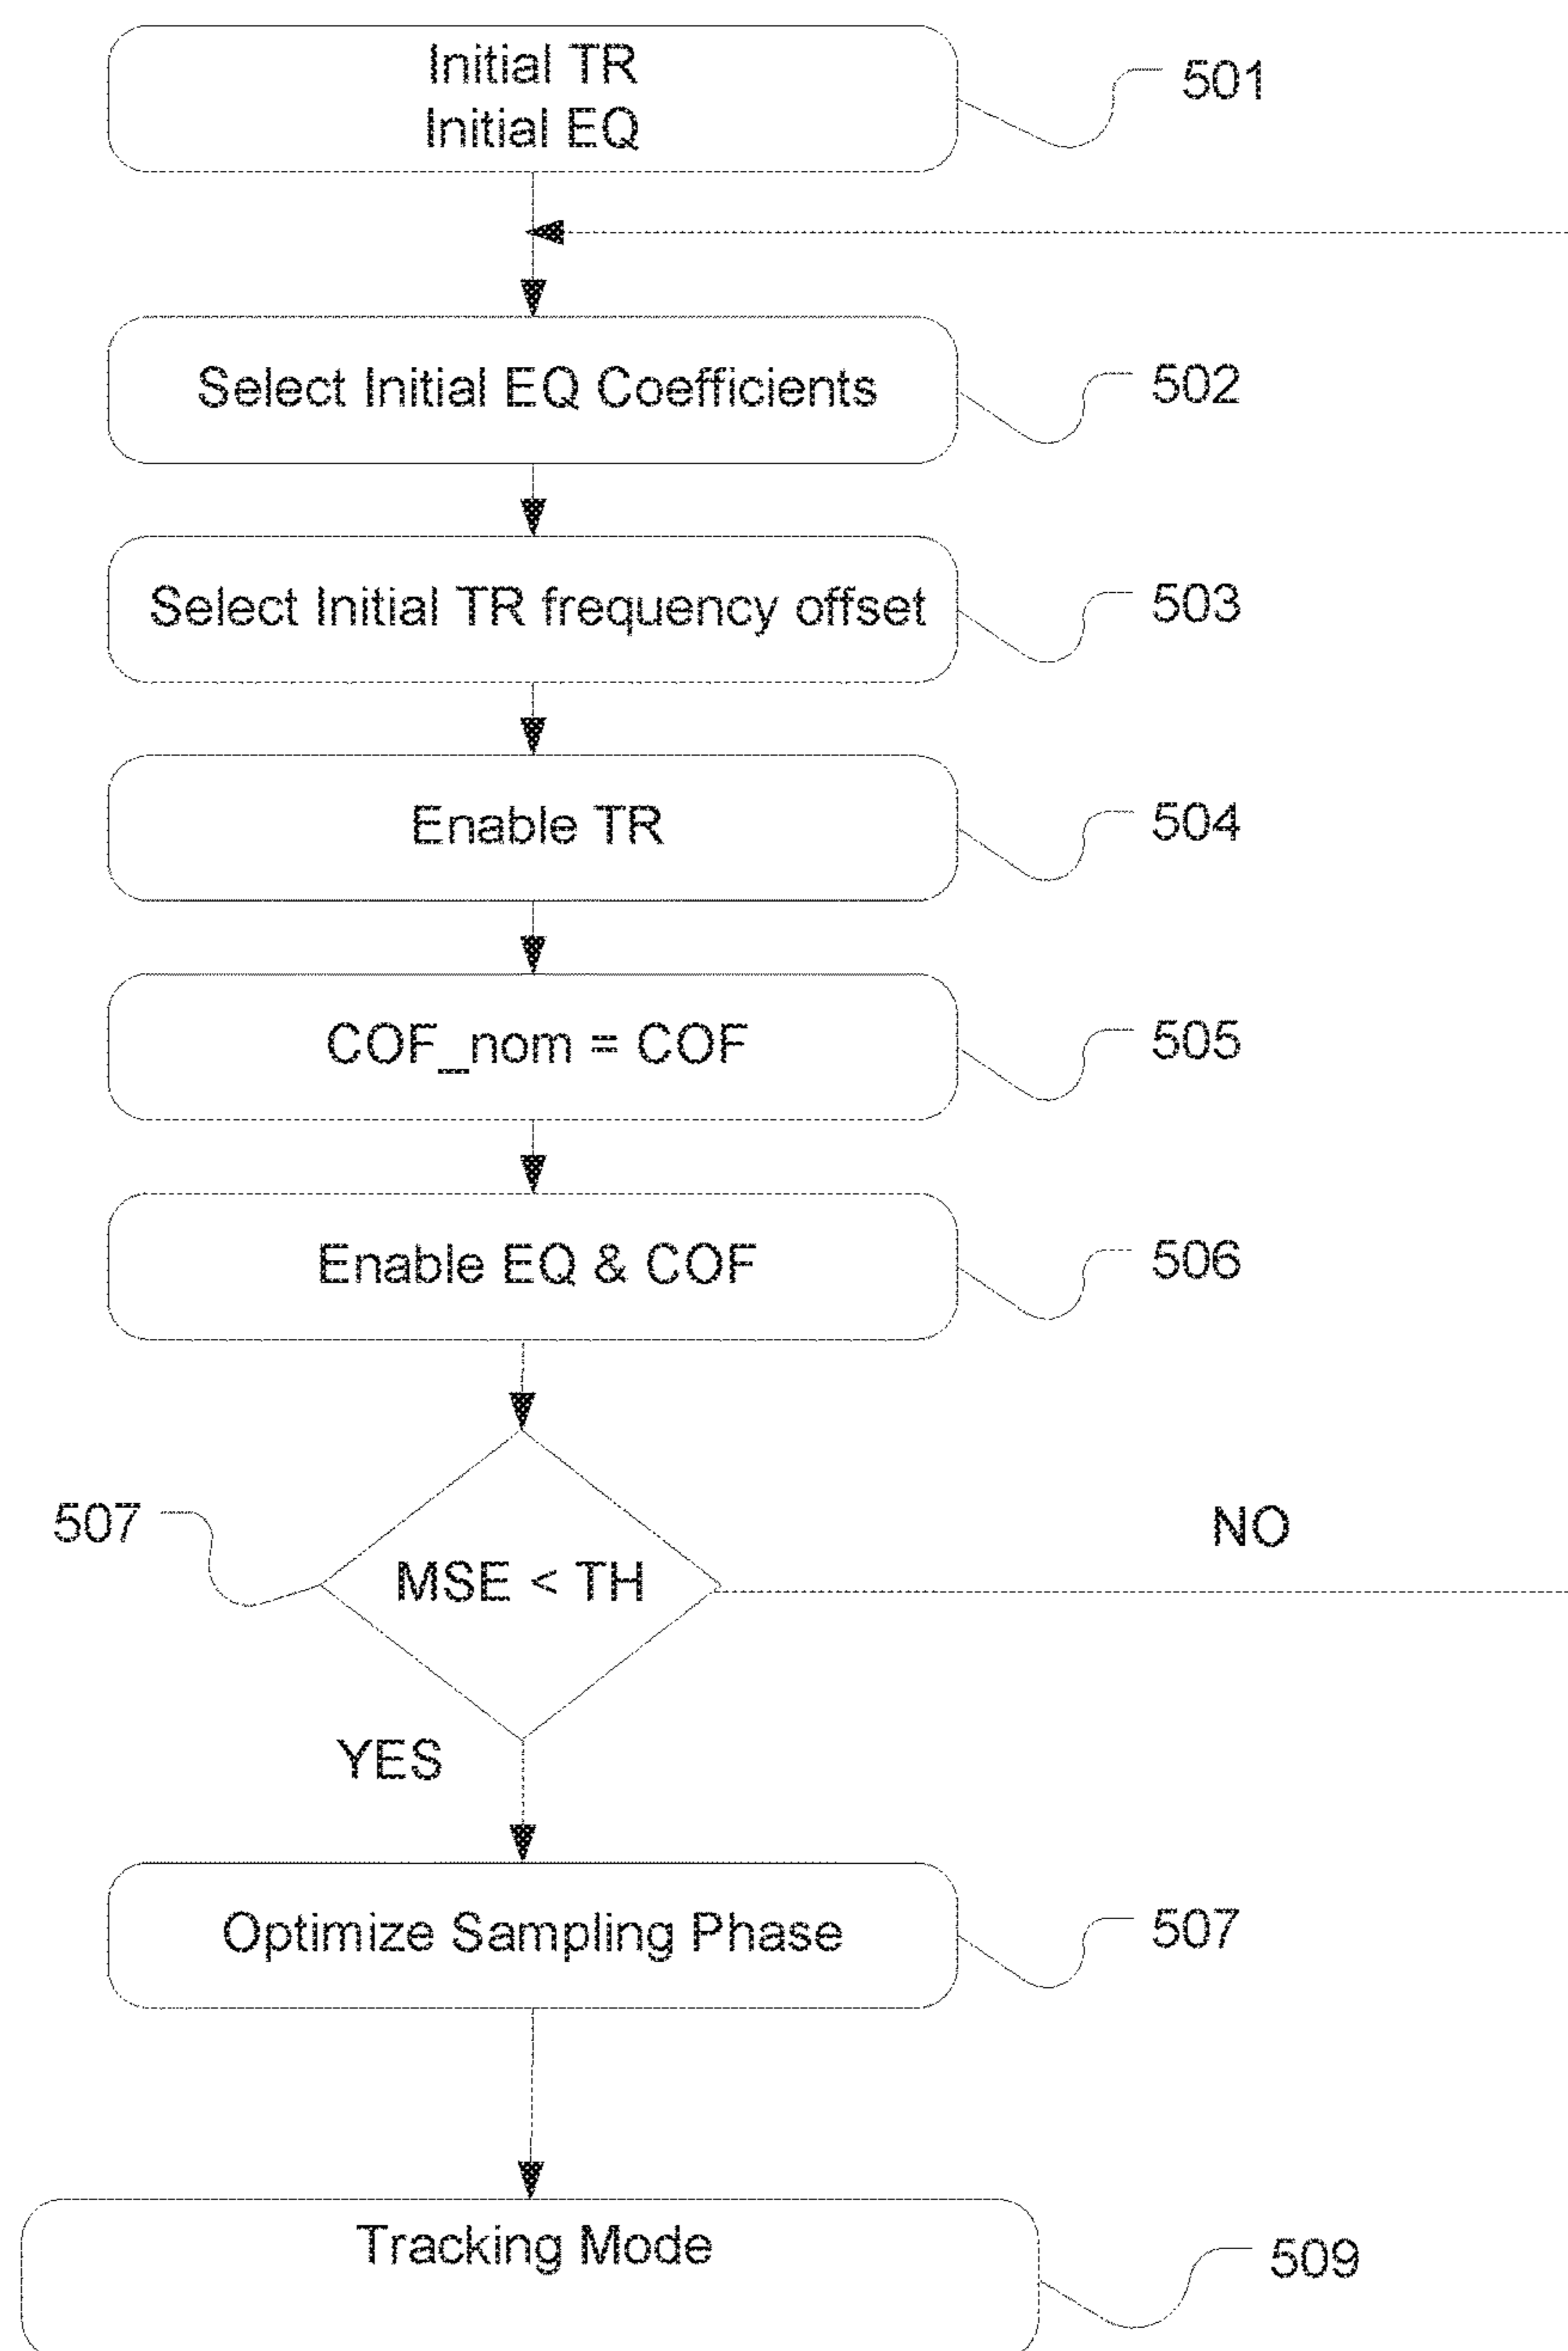 Initial TR
Initial EQ
501
Select Initial EQ Coefficients
502
Select Initial TR frequency offset
503
Enable TR
504
COF_nom = COF
505
Enable EQ & COF
506
507
MSE < TH
NO
YES
Optimize Sampling Phase
507
Tracking Mode
509